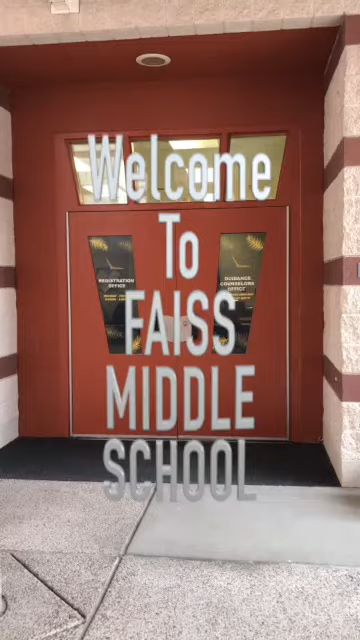 Welcome
To
FAISS
MIDDLE
SCHOOL
REGISTRATION
OFFICE
GUIDANCE
COUNSELORS
OFFICE